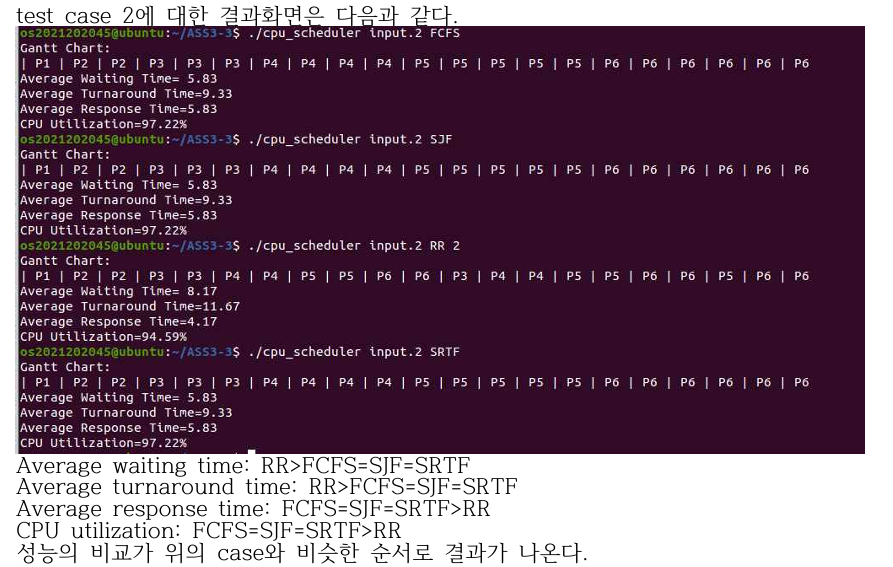 test case 2에 대한 결과화면은 다음과 같다.
os2021202045@ubuntu:~/ASS3-3$ ./cpu_scheduler input.2 FCFS
Gantt Chart:
| P1 | P2 | P2 | P3 | P3 | P3 | P4 | P4 | P4 | P4 | P5 | P5 | P5 | P5 | P5 | P6 | P6 | P6 | P6 | P6 | P6
Average Waiting Time= 5.83
Average Turnaround Time=9.33
Average Response Time=5.83
CPU Utilization=97.22%
os2021202045@ubuntu:~/ASS3-3$ ./cpu_scheduler input.2 SJF
Gantt Chart:
| P1 | P2 | P2 | P3 | P3 | P3 | P4 | P4 | P4 | P4 | P5 | P5 | P5 | P5 | P5 | P6 | P6 | P6 | P6 | P6 | P6
Average Waiting Time= 5.83
Average Turnaround Time=9.33
Average Response Time=5.83
CPU Utilization=97.22%
os2021202045@ubuntu:~/ASS3-3$ ./cpu_scheduler input.2 RR 2
Gantt Chart:
| P1 | P2 | P2 | P3 | P3 | P4 | P4 | P5 | P5 | P6 | P6 | P3 | P4 | P4 | P5 | P5 | P6 | P6 | P5 | P6 | P6
Average Waiting Time= 8.17
Average Turnaround Time=11.67
Average Response Time=4.17
CPU Utilization=94.59%
os2021202045@ubuntu:~/ASS3-3$ ./cpu_scheduler input.2 SRTF
Gantt Chart:
| P1 | P2 | P2 | P3 | P3 | P3 | P4 | P4 | P4 | P4 | P5 | P5 | P5 | P5 | P5 | P6 | P6 | P6 | P6 | P6 | P6
Average Waiting Time= 5.83
Average Turnaround Time=9.33
Average Response Time=5.83
CPU Utilization=97.22%
Average waiting time: RR>FCFS=SJF=SRTF
Average turnaround time: RR>FCFS=SJF=SRTF
Average response time: FCFS=SJF=SRTF>RR
CPU utilization: FCFS=SJF=SRTF>RR
성능의 비교가 위의 case와 비슷한 순서로 결과가 나온다.